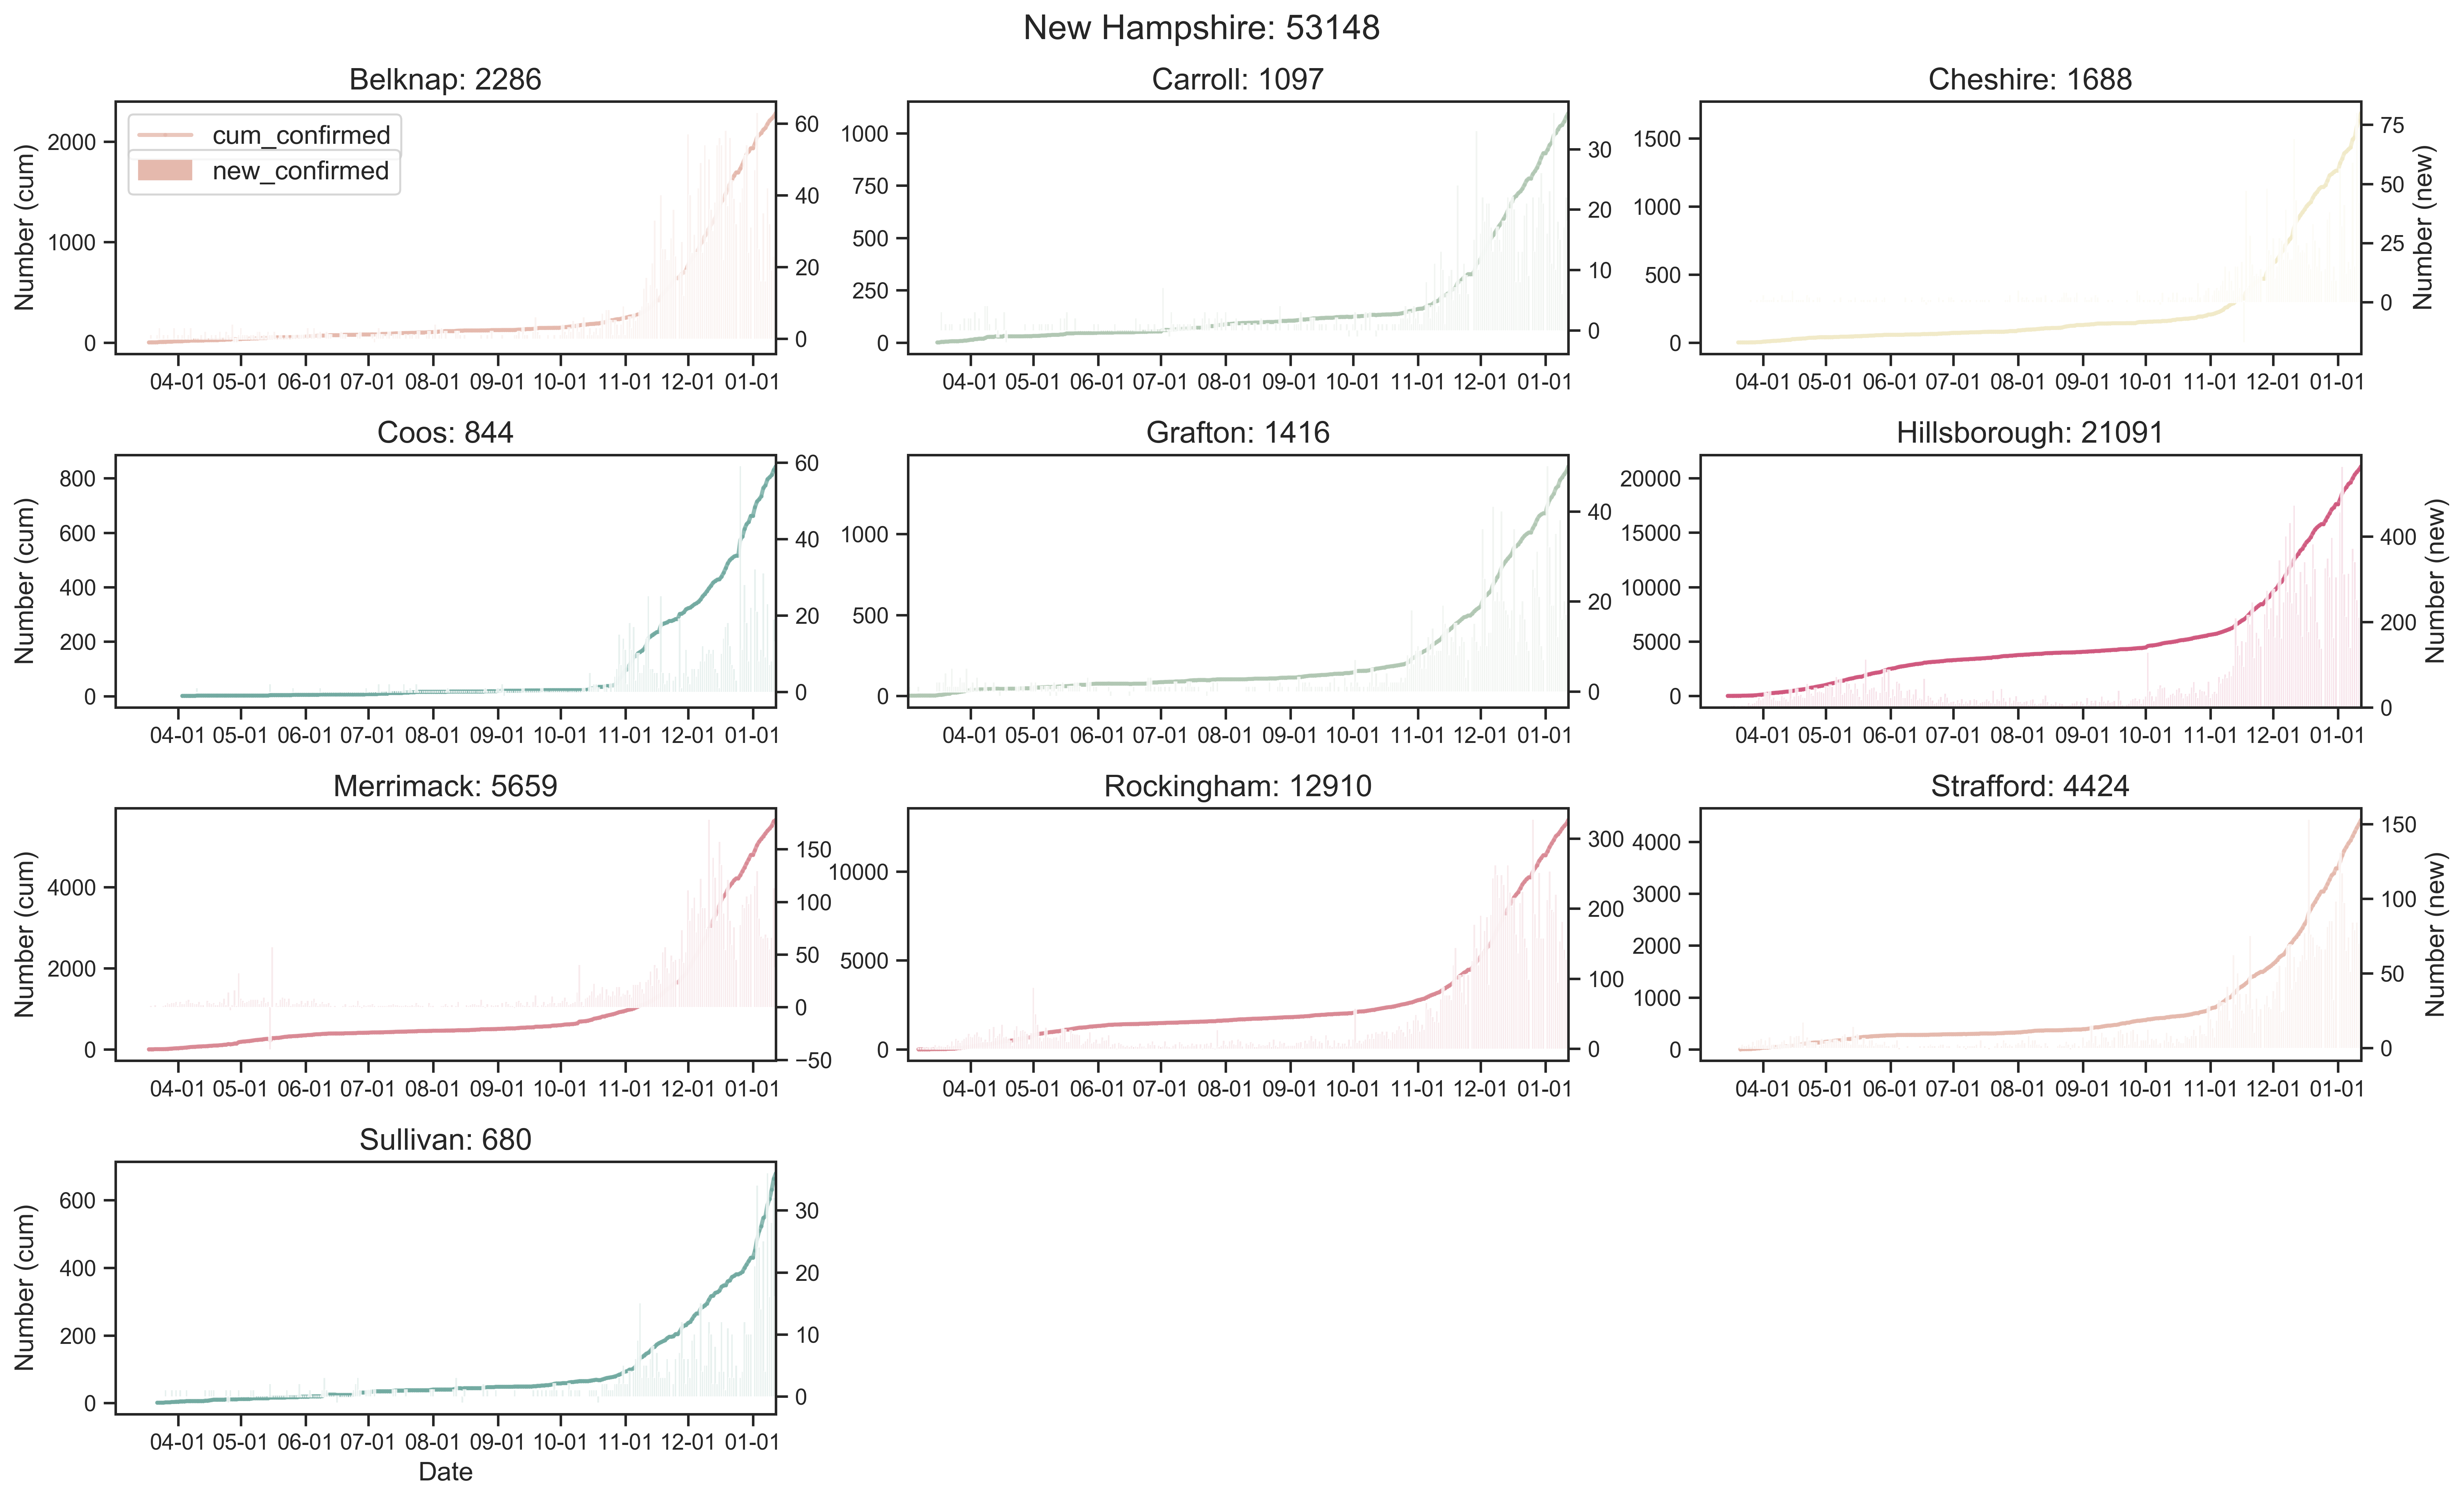 New Hampshire: 53148
Belknap: 2286
Number (cum)
2000
1000
0
cum_confirmed
new_confirmed
60
40
20
0
04-01 05-01 06-01 07-01 08-01 09-01 10-01 11-01 12-01 01-01
Carroll: 1097
1000
750
500
250
0
30
20
10
0
04-01 05-01 06-01 07-01 08-01 09-01 10-01 11-01 12-01 01-01
Cheshire: 1688
1500
1000
500
0
75
50
25
0
Number (new)
04-01 05-01 06-01 07-01 08-01 09-01 10-01 11-01 12-01 01-01
Coos: 844
Number (cum)
800
600
400
200
0
60
40
20
0
04-01 05-01 06-01 07-01 08-01 09-01 10-01 11-01 12-01 01-01
Grafton: 1416
1000
500
0
40
20
0
04-01 05-01 06-01 07-01 08-01 09-01 10-01 11-01 12-01 01-01
Hillsborough: 21091
20000
15000
10000
5000
0
400
200
0
Number (new)
04-01 05-01 06-01 07-01 08-01 09-01 10-01 11-01 12-01 01-01
Merrimack: 5659
Number (cum)
4000
2000
0
150
100
50
0
−50
04-01 05-01 06-01 07-01 08-01 09-01 10-01 11-01 12-01 01-01
Rockingham: 12910
10000
5000
0
300
200
100
0
04-01 05-01 06-01 07-01 08-01 09-01 10-01 11-01 12-01 01-01
Strafford: 4424
4000
3000
2000
1000
0
150
100
50
0
Number (new)
04-01 05-01 06-01 07-01 08-01 09-01 10-01 11-01 12-01 01-01
Sullivan: 680
Number (cum)
600
400
200
0
30
20
10
0
04-01 05-01 06-01 07-01 08-01 09-01 10-01 11-01 12-01 01-01
Date